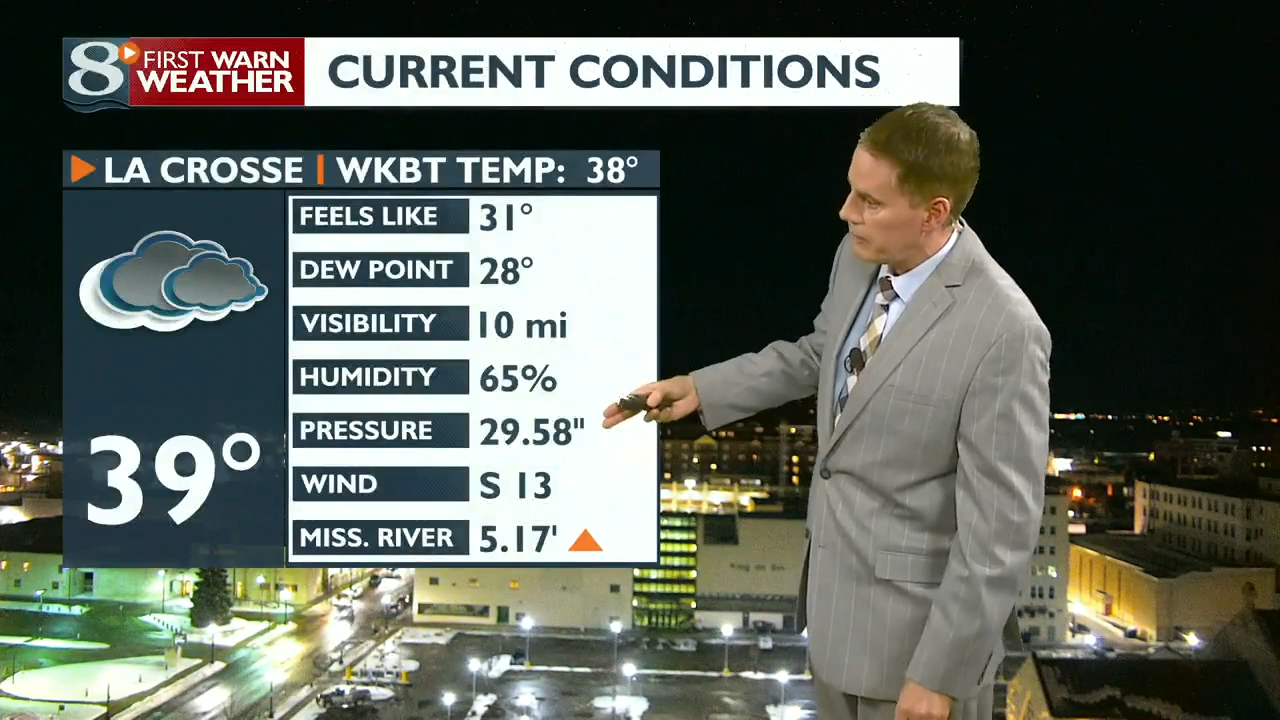 8 FIRST WARN
WEATHER
CURRENT CONDITIONS
LA CROSSE | WKBT TEMP: 38°
FEELS LIKE 31°
DEW POINT 28°
VISIBILITY 10 mi
HUMIDITY 65%
PRESSURE 29.58"
WIND S 13
MISS. RIVER 5.17'
39°